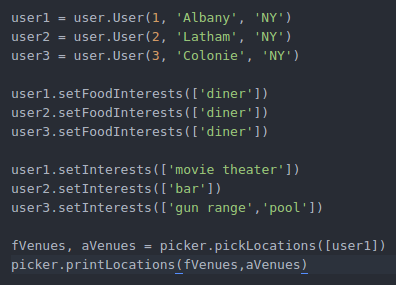 user1 = user.User(1, 'Albany', 'NY')
user2 = user.User(2, 'Latham', 'NY')
user3 = user.User(3, 'Colonie', 'NY')
user1.setFoodInterests(['diner'])
user2.setFoodInterests(['diner'])
user3.setFoodInterests(['diner'])
user1.setInterests(['movie theater'])
user2.setInterests(['bar'])
user3.setInterests(['gun range','pool'])
fVenues, aVenues = picker.pickLocations([user1])
picker.printLocations(fVenues,aVenues)